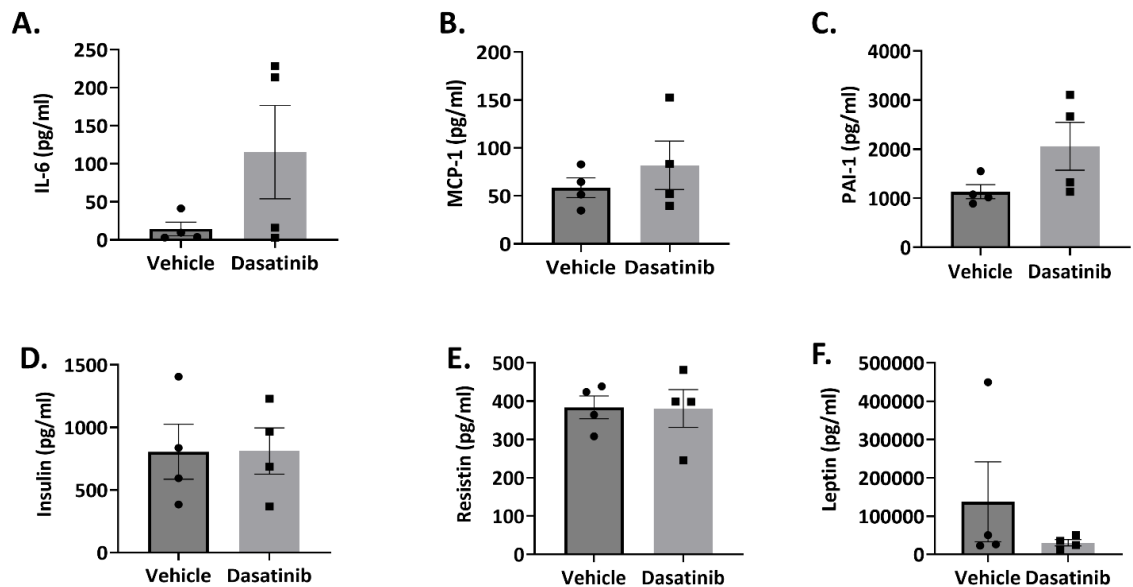 A.
IL-6 (pg/ml)
250
200
150
100
50
0
Vehicle Dasatinib
B.
MCP-1 (pg/ml)
200
150
100
50
0
Vehicle Dasatinib
C.
PAI-1 (pg/ml)
4000
3000
2000
1000
0
Vehicle Dasatinib
D.
Insulin (pg/ml)
1500
1000
500
0
Vehicle Dasatinib
E.
Resistin (pg/ml)
500
400
300
200
100
0
Vehicle Dasatinib
F.
Leptin (pg/ml)
500000
400000
300000
200000
100000
0
Vehicle Dasatinib